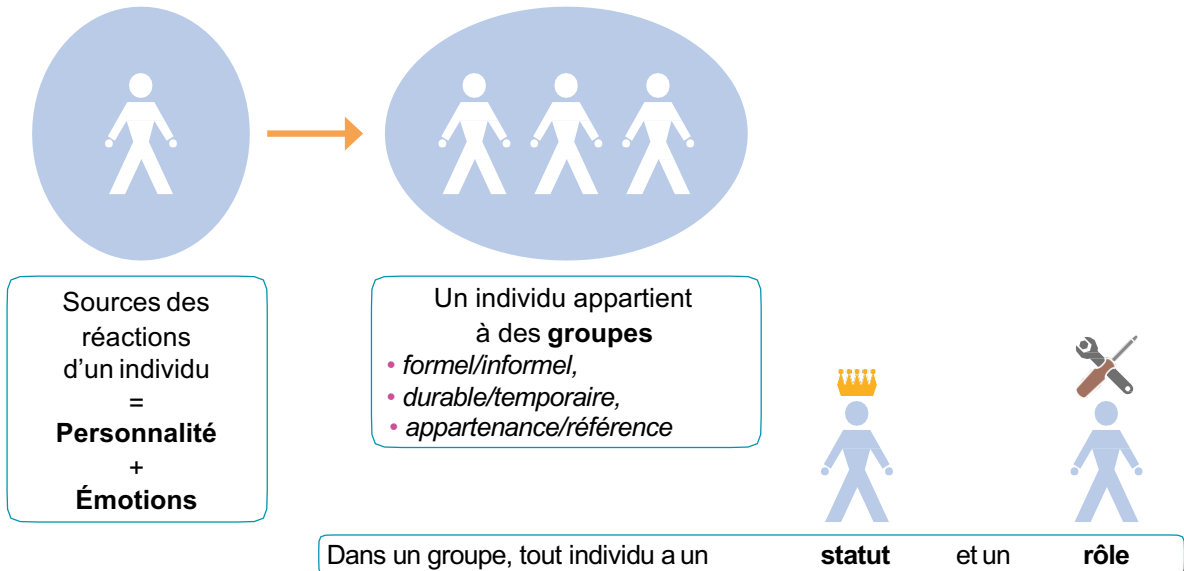 Sources des
réactions
d'un individu
=
Personnalité
+
Émotions
Un individu appartient
à des groupes
• formel/informel,
• durable/temporaire,
• appartenance/référence
Dans un groupe, tout individu a un statut et un rôle